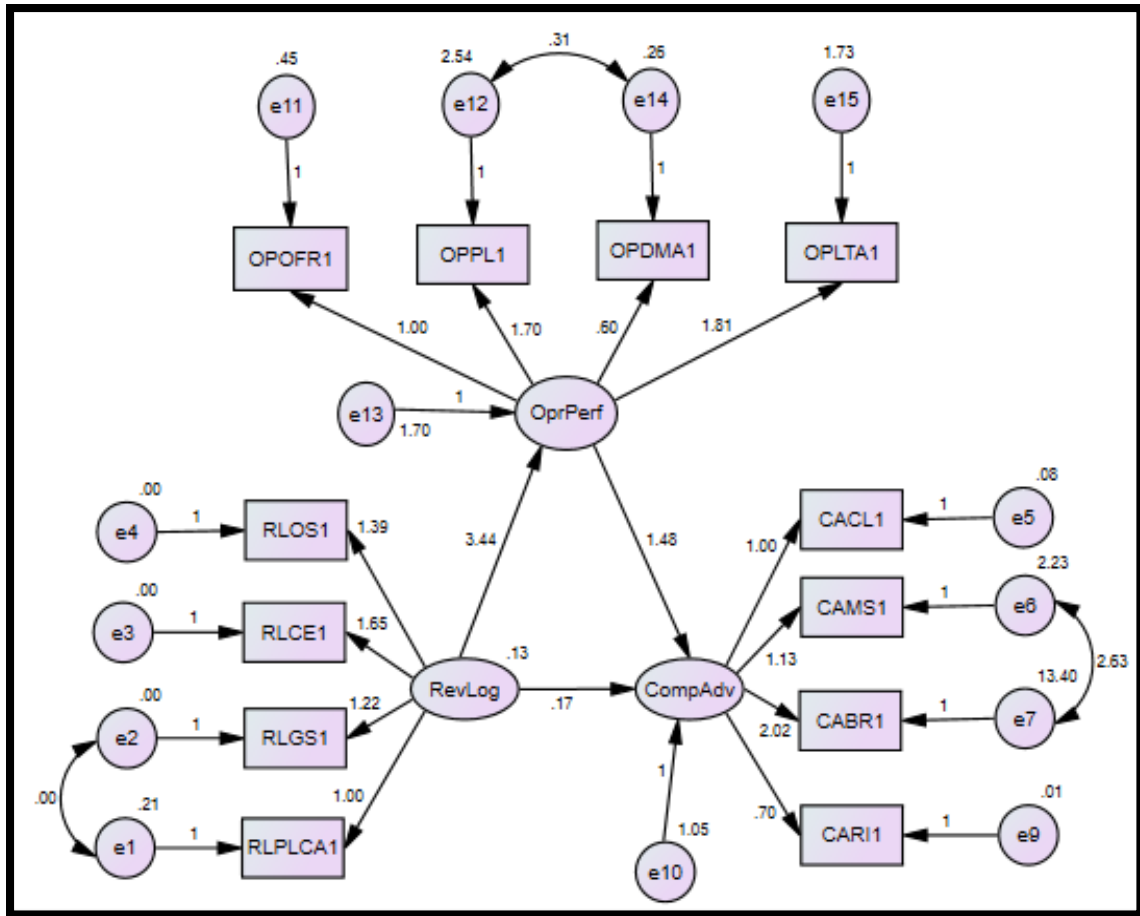 .31
.45
2.54
.26
1.73
e11
e12
e14
e15
1
1
1
1
OPOFR1
OPPL1
OPDMA1
OPLTA1
1.00
1.70
.60
1.81
e13
1
1.70
OprPerf
.00
e4
1
RLOS1
1.39
3.44
1.48
1.00
CACL1
1
.08
e5
.00
e3
1
RLCE1
1.65
1.13
CAMS1
1
2.23
e6
2.63
.00
e2
1
RLGS1
1.22
RevLog
.13
.17
CompAdv
2.02
CABR1
1
13.40
e7
.00
.21
e1
1
RLPLCA1
1.00
1
1.05
e10
.70
CARI1
1
.01
e9